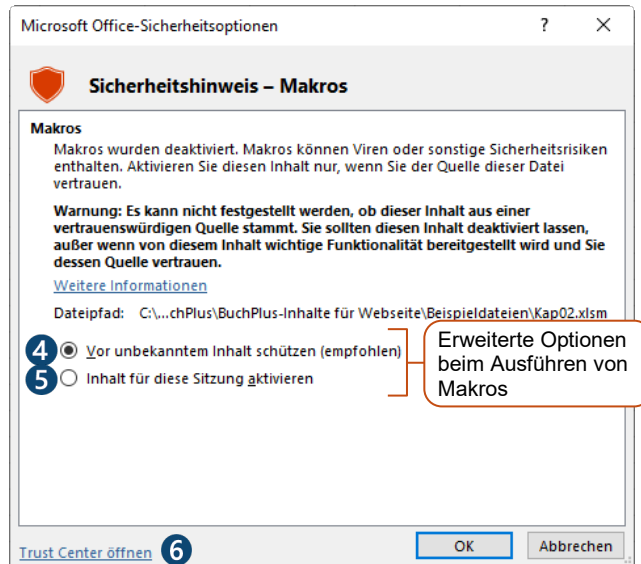 Microsoft Office-Sicherheitsoptionen ? ×
Sicherheitshinweis – Makros
Makros
Makros wurden deaktiviert. Makros können Viren oder sonstige Sicherheitsrisiken
enthalten. Aktivieren Sie diesen Inhalt nur, wenn Sie der Quelle dieser Datei
vertrauen.
Warnung: Es kann nicht festgestellt werden, ob dieser Inhalt aus einer
vertrauenswürdigen Quelle stammt. Sie sollten diesen Inhalt deaktiviert lassen,
außer wenn von diesem Inhalt wichtige Funktionalität bereitgestellt wird und Sie
dessen Quelle vertrauen.
Weitere Informationen
Dateipfad: C:\...chPlus\BuchPlus-Inhalte für Webseite\Beispieldateien\Kap02.xlsm
4 Vor unbekanntem Inhalt schützen (empfohlen)
5 Inhalt für diese Sitzung aktivieren
Erweiterte Optionen
beim Ausführen von
Makros
Trust Center öffnen 6
OK Abbrechen